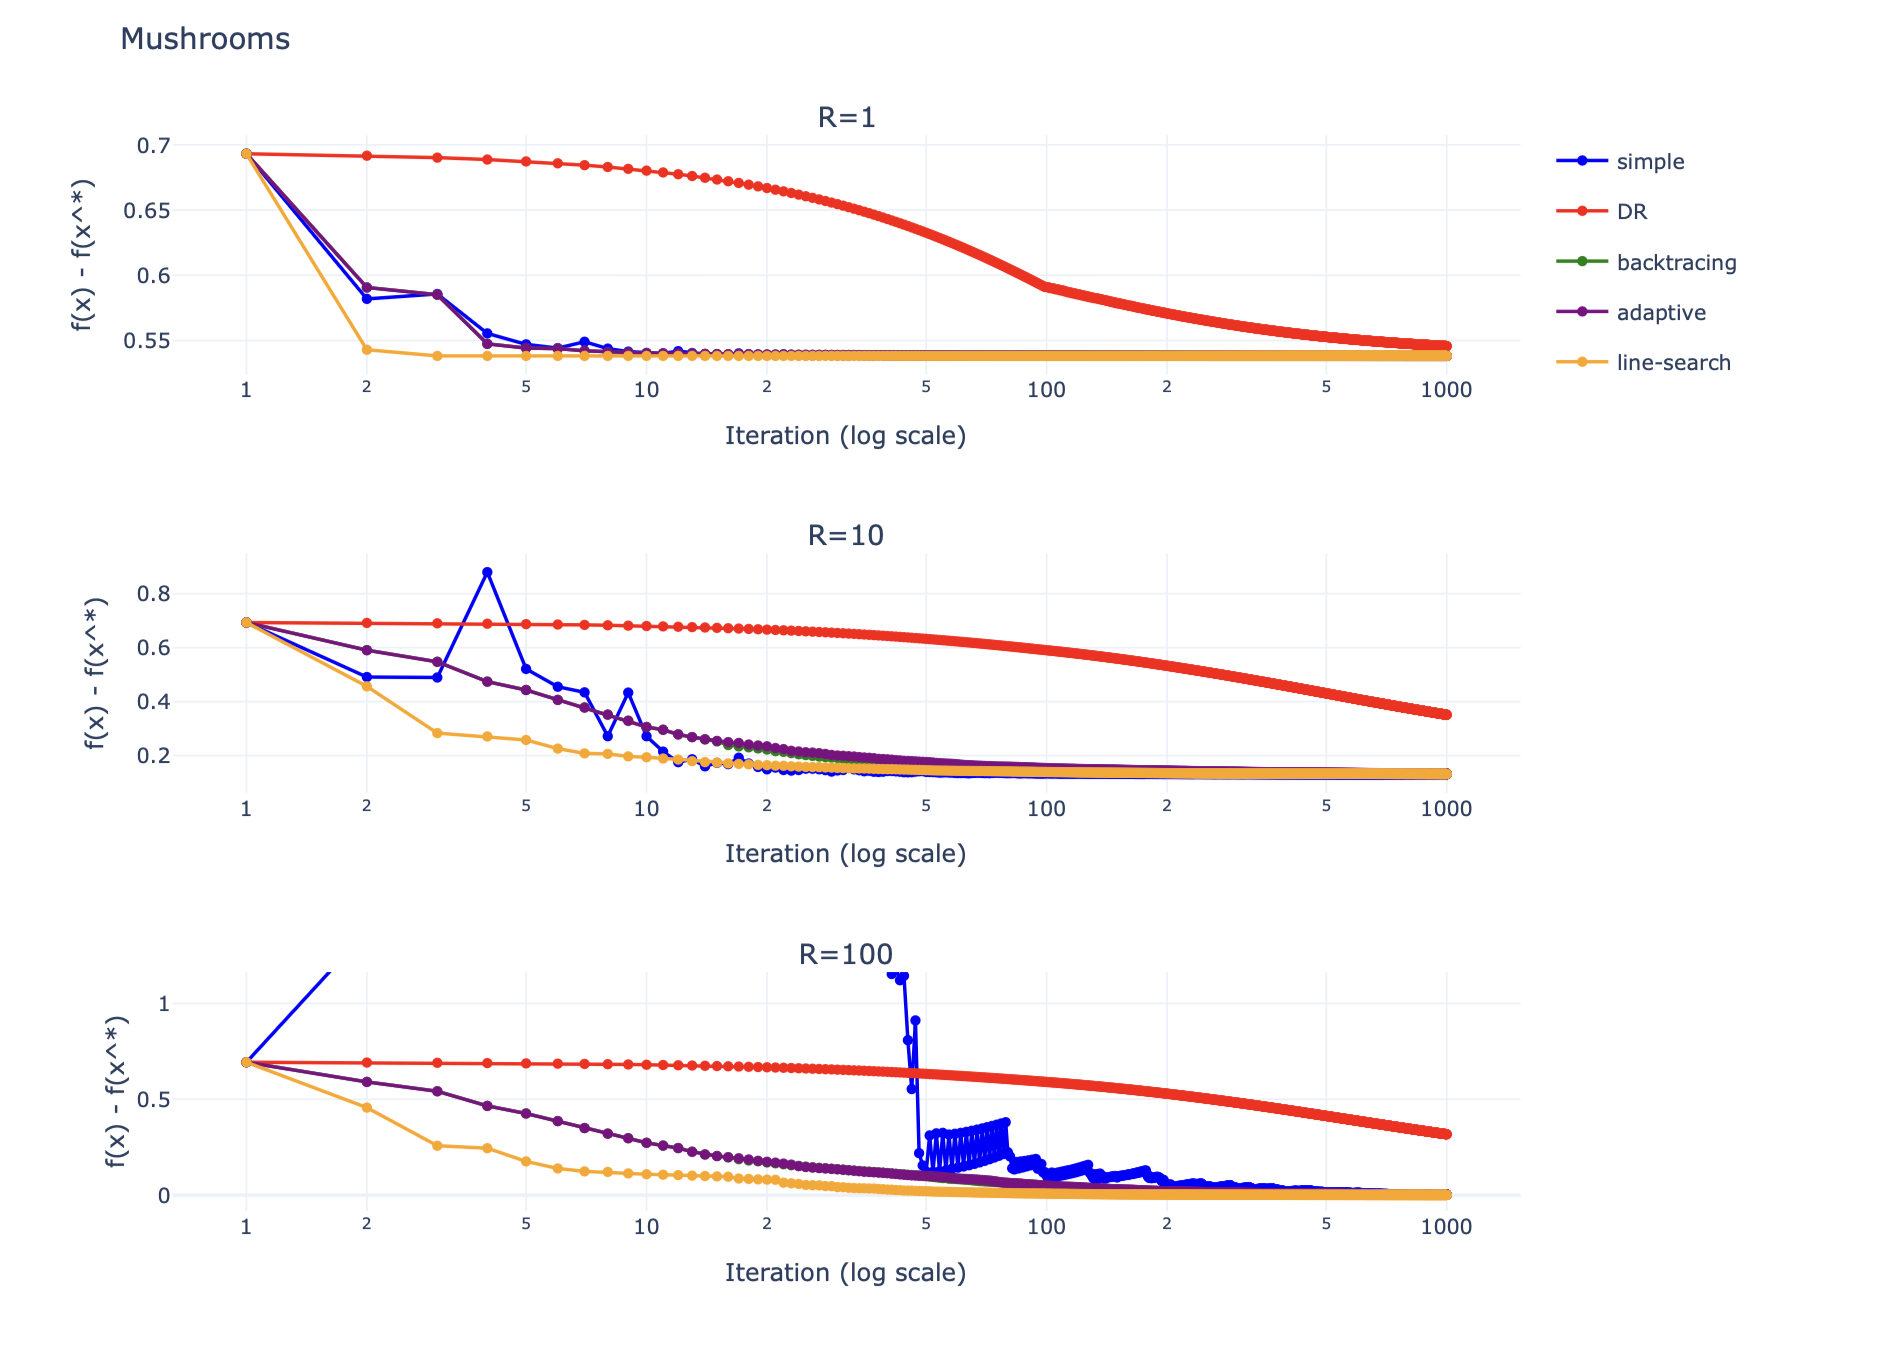 Mushrooms
R=1
f(x) - f(x^*)
0.7
0.65
0.6
0.55
1 2 5 10 2 5 100 2 5 1000
Iteration (log scale)
simple
DR
backtracing
adaptive
line-search
R=10
f(x) - f(x^*)
0.8
0.6
0.4
0.2
1 2 5 10 2 5 100 2 5 1000
Iteration (log scale)
R=100
f(x) - f(x^*)
1
0.5
0
1 2 5 10 2 5 100 2 5 1000
Iteration (log scale)